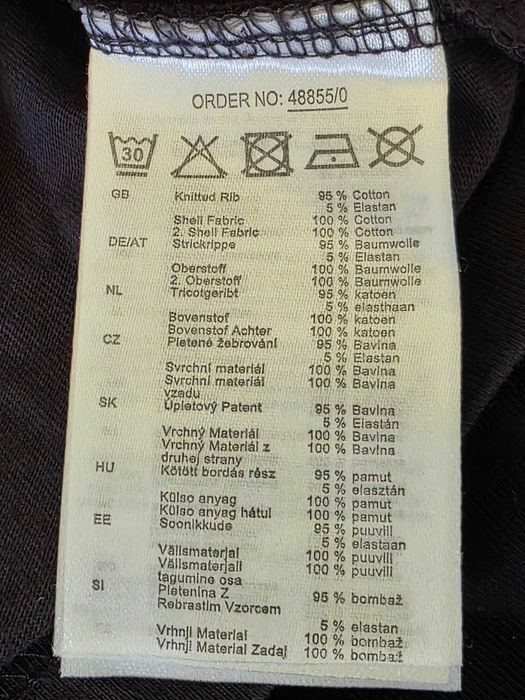 ORDER NO: 48855/0
30
GB Knitted Rib 95 % Cotton
5 % Elastan
Shell Fabric 100 % Cotton
2. Shell Fabric 100 % Cotton
DE/AT Strickrippe 95 % Baumwolle
5 % Elastan
Oberstoff 100 % Baumwolle
2. Oberstoff 100 % Baumwolle
NL Tricotgeribt 95 % katoen
5 % elasthaan
Bovenstof 100 % katoen
Bovenstof Achter 100 % katoen
CZ Pletené žebrování 95 % Bavlna
5 % Elastan
Svrchní materiál 100 % Bavlna
Svrchní materiál 100 % Bavlna
vzadu
SK Úpletový Patent 95 % Bavlna
5 % Elastán
Vrchný Materiál 100 % Bavlna
Vrchný Materiál z 100 % Bavlna
druhej strany
HU Kötött bordás rész 95 % pamut
5 % elasztán
Külso anyag 100 % pamut
Külso anyag hátul 100 % pamut
EE Soonikkude 95 % puuvill
5 % elastaan
Välismaterjal 100 % puuvill
Välismaterjali 100 % puuvill
tagumine osa
SI Pletenina Z 95 % bombaž
Rebrastim Vzorcem
5 % elastan
Vrhnji Material 100 % bombaž
Vrhnji Material Zadaj 100 % bombaž